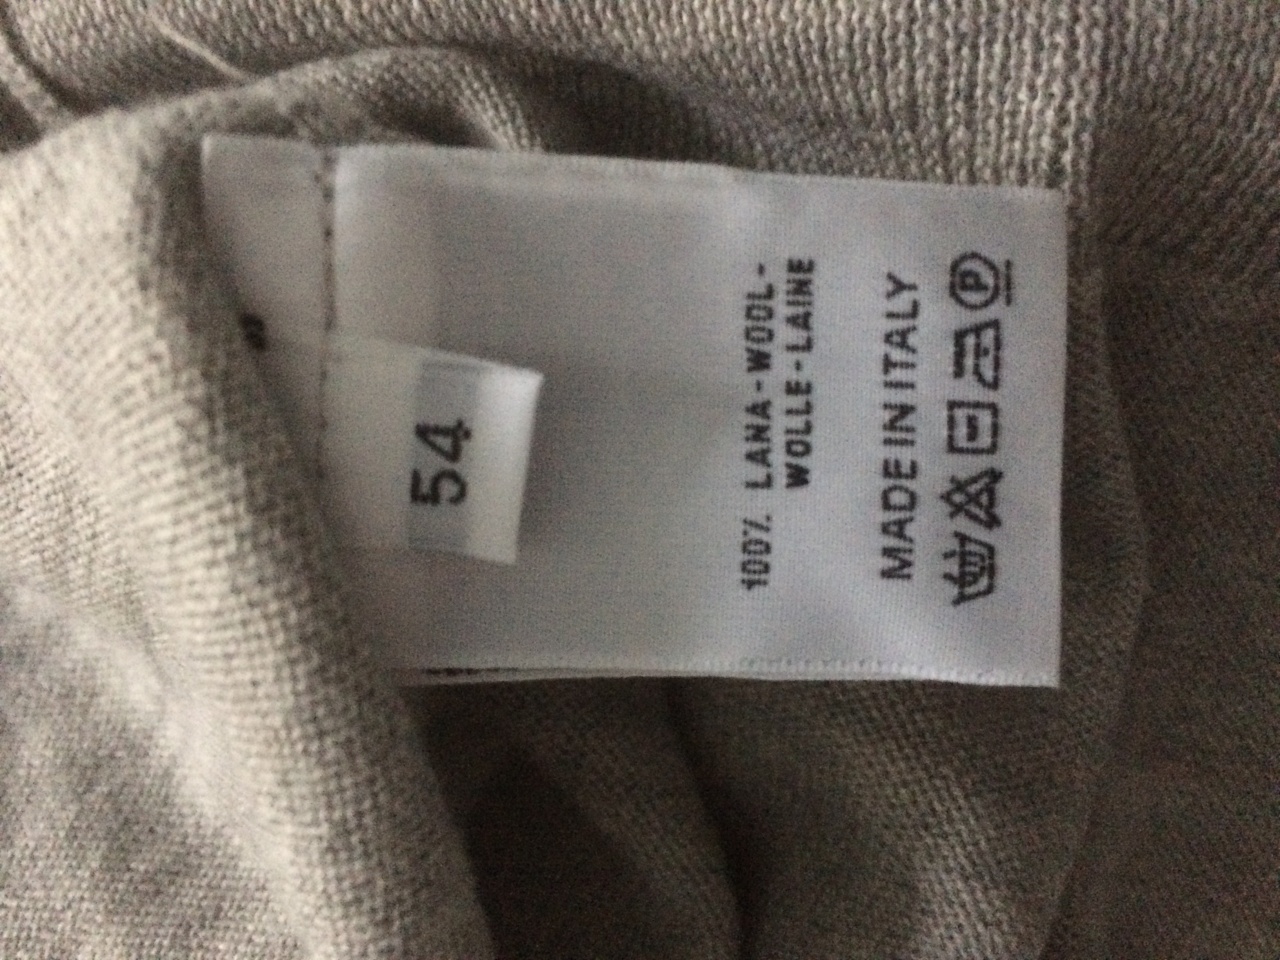 54
100% LANA-WOOL-
WOLLE-LAINE
MADE IN ITALY
P